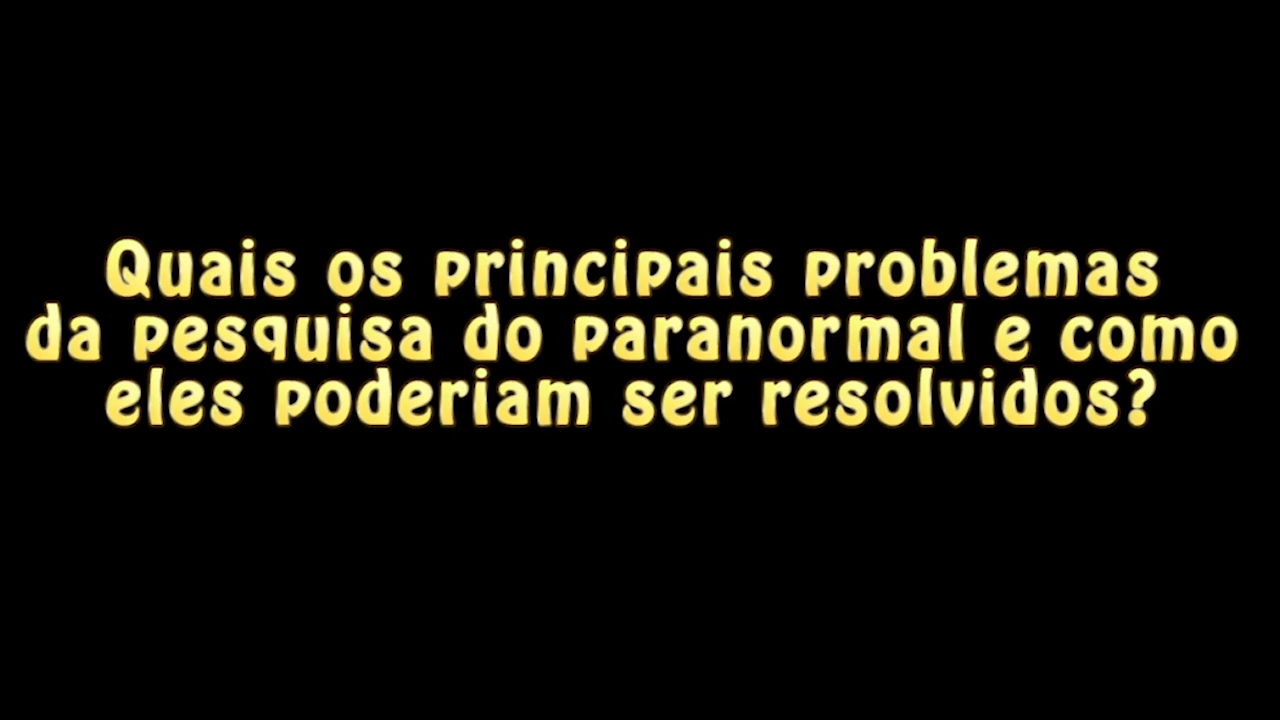 Quais os principais problemas
da pesquisa do paranormal e como
eles poderiam ser resolvidos?